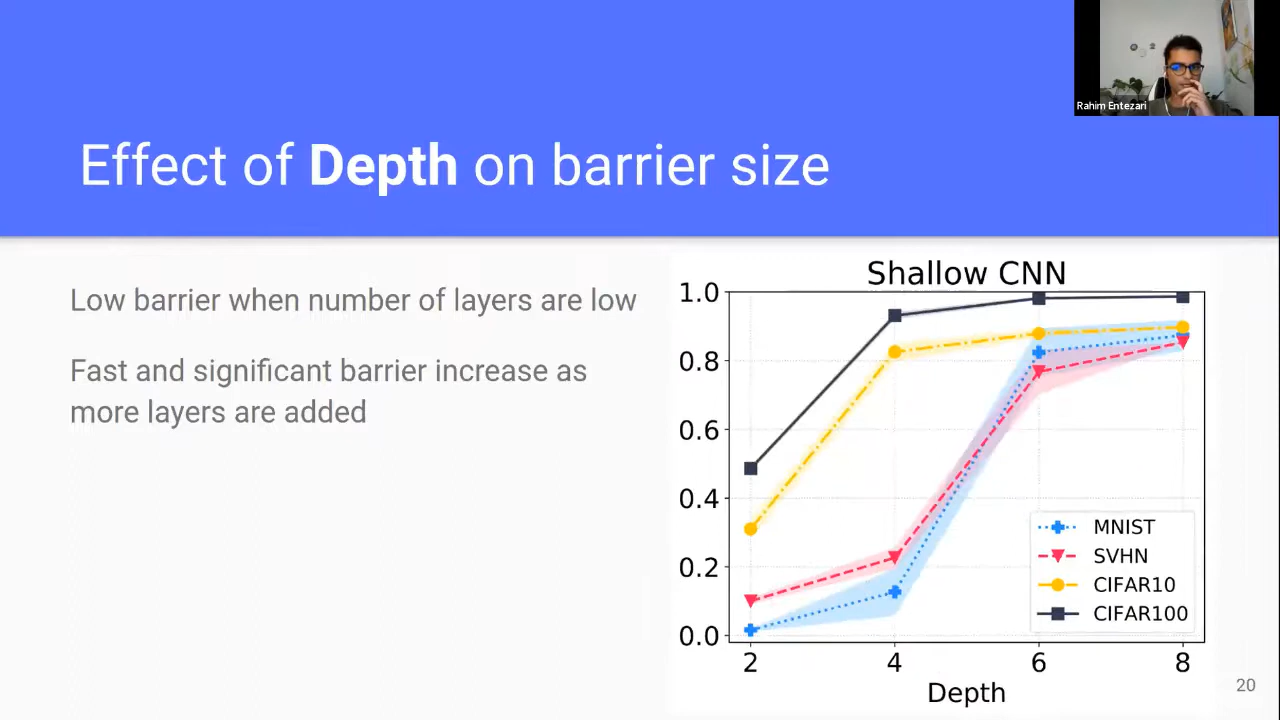 Rahim Entezari
Effect of Depth on barrier size
Low barrier when number of layers are low
Fast and significant barrier increase as
more layers are added
Shallow CNN
1.0
0.8
0.6
0.4
0.2
0.0
2 4 6 8
Depth
MNIST
SVHN
CIFAR10
CIFAR100
20